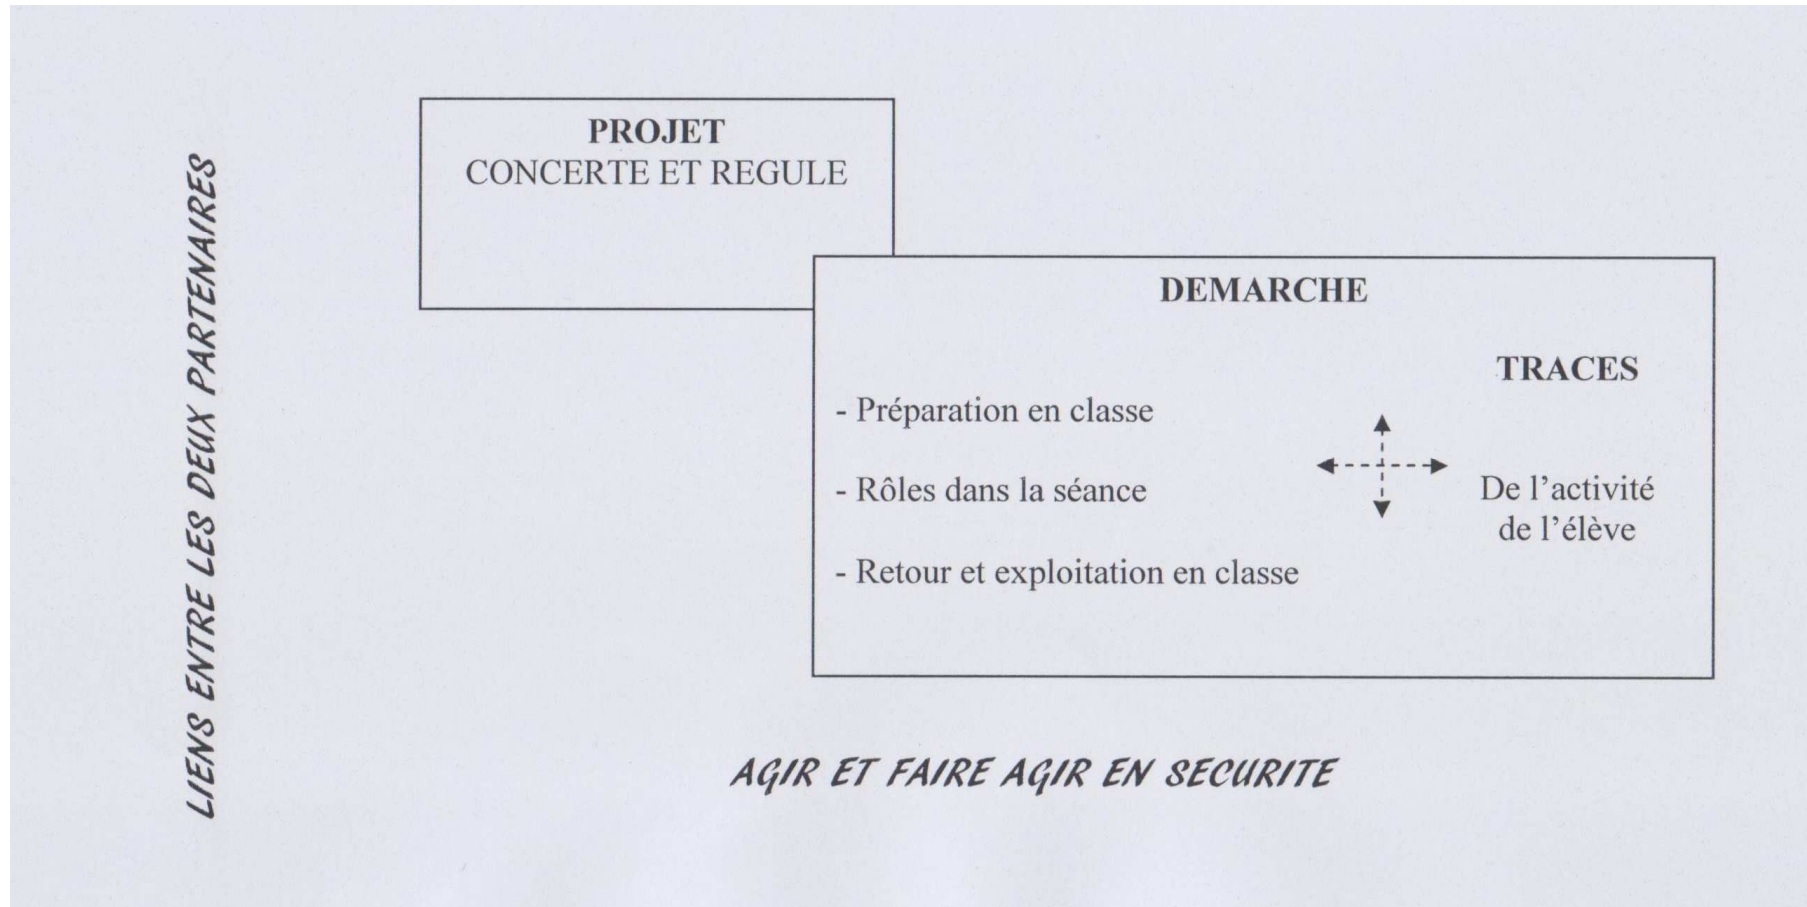 LIENS ENTRE LES DEUX PARTENAIRES
PROJET
CONCERTE ET REGULE
DEMARCHE
TRACES
- Préparation en classe
- Rôles dans la séance
De l’activité
de l’élève
- Retour et exploitation en classe
AGIR ET FAIRE AGIR EN SECURITE